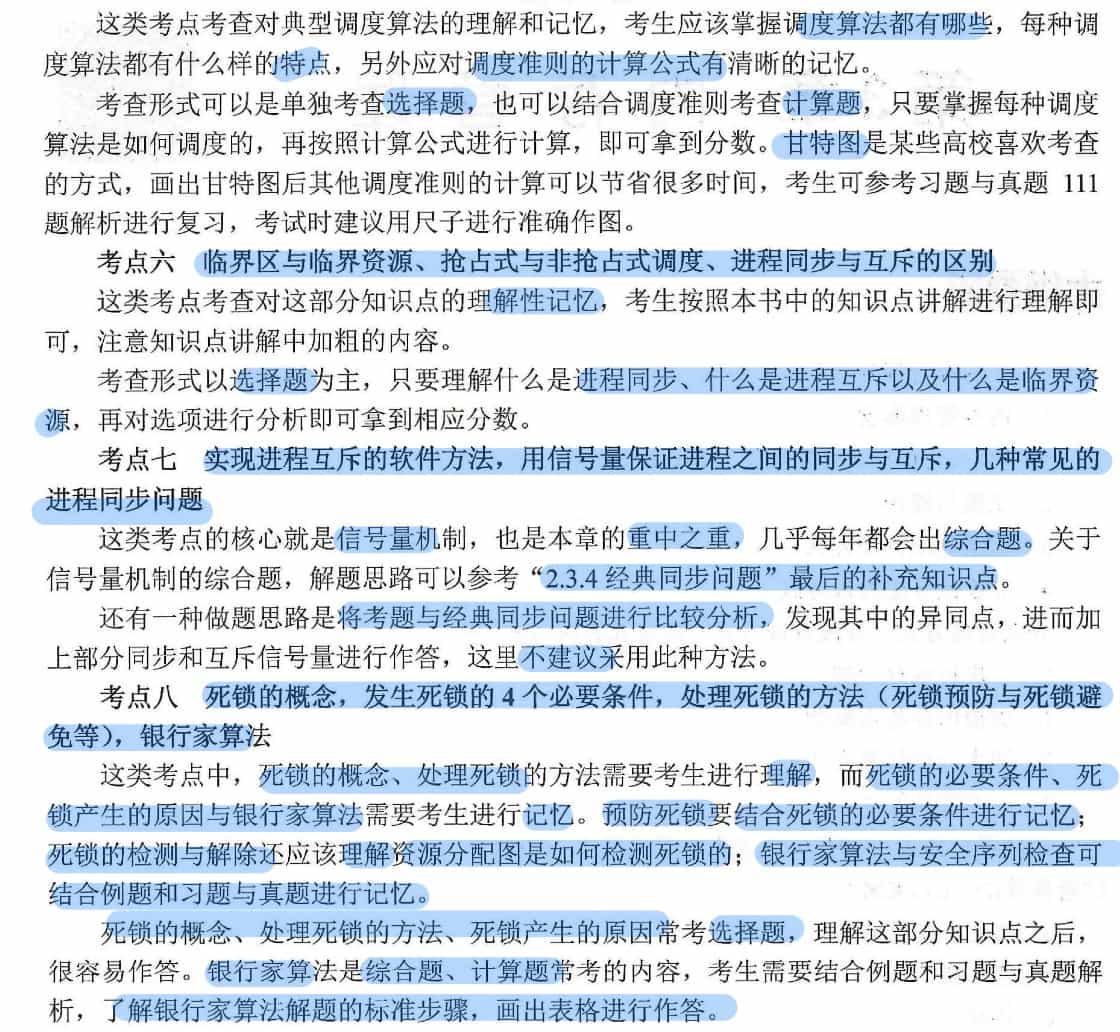 这类考点考查对典型调度算法的理解和记忆，考生应该掌握调度算法都有哪些，每种调
度算法都有什么样的特点，另外应对调度准则的计算公式有清晰的记忆。
考查形式可以是单独考查选择题，也可以结合调度准则考查计算题，只要掌握每种调度
算法是如何调度的，再按照计算公式进行计算，即可拿到分数。甘特图是某些高校喜欢考查
的方式，画出甘特图后其他调度准则的计算可以节省很多时间，考生可参考习题与真题 111
题解析进行复习，考试时建议用尺子进行准确作图。
考点六 临界区与临界资源、抢占式与非抢占式调度、进程同步与互斥的区别
这类考点考查对这部分知识点的理解性记忆，考生按照本书中的知识点讲解进行理解即
可，注意知识点讲解中加粗的内容。
考查形式以选择题为主，只要理解什么是进程同步、什么是进程互斥以及什么是临界资
源，再对选项进行分析即可拿到相应分数。
考点七 实现进程互斥的软件方法，用信号量保证进程之间的同步与互斥，几种常见的
进程同步问题
这类考点的核心就是信号量机制，也是本章的重中之重，几乎每年都会出综合题。关于
信号量机制的综合题，解题思路可以参考“2.3.4 经典同步问题”最后的补充知识点。
还有一种做题思路是将考题与经典同步问题进行比较分析，发现其中的异同点，进而加
上部分同步和互斥信号量进行作答，这里不建议采用此种方法。
考点八 死锁的概念，发生死锁的 4 个必要条件，处理死锁的方法（死锁预防与死锁避
免等），银行家算法
这类考点中，死锁的概念、处理死锁的方法需要考生进行理解，而死锁的必要条件、死
锁产生的原因与银行家算法需要考生进行记忆。预防死锁要结合死锁的必要条件进行记忆；
死锁的检测与解除还应该理解资源分配图是如何检测死锁的；银行家算法与安全序列检查可
结合例题和习题与真题进行记忆。
死锁的概念、处理死锁的方法、死锁产生的原因常考选择题，理解这部分知识点之后，
很容易作答。银行家算法是综合题、计算题常考的内容，考生需要结合例题和习题与真题解
析，了解银行家算法解题的标准步骤，画出表格进行作答。